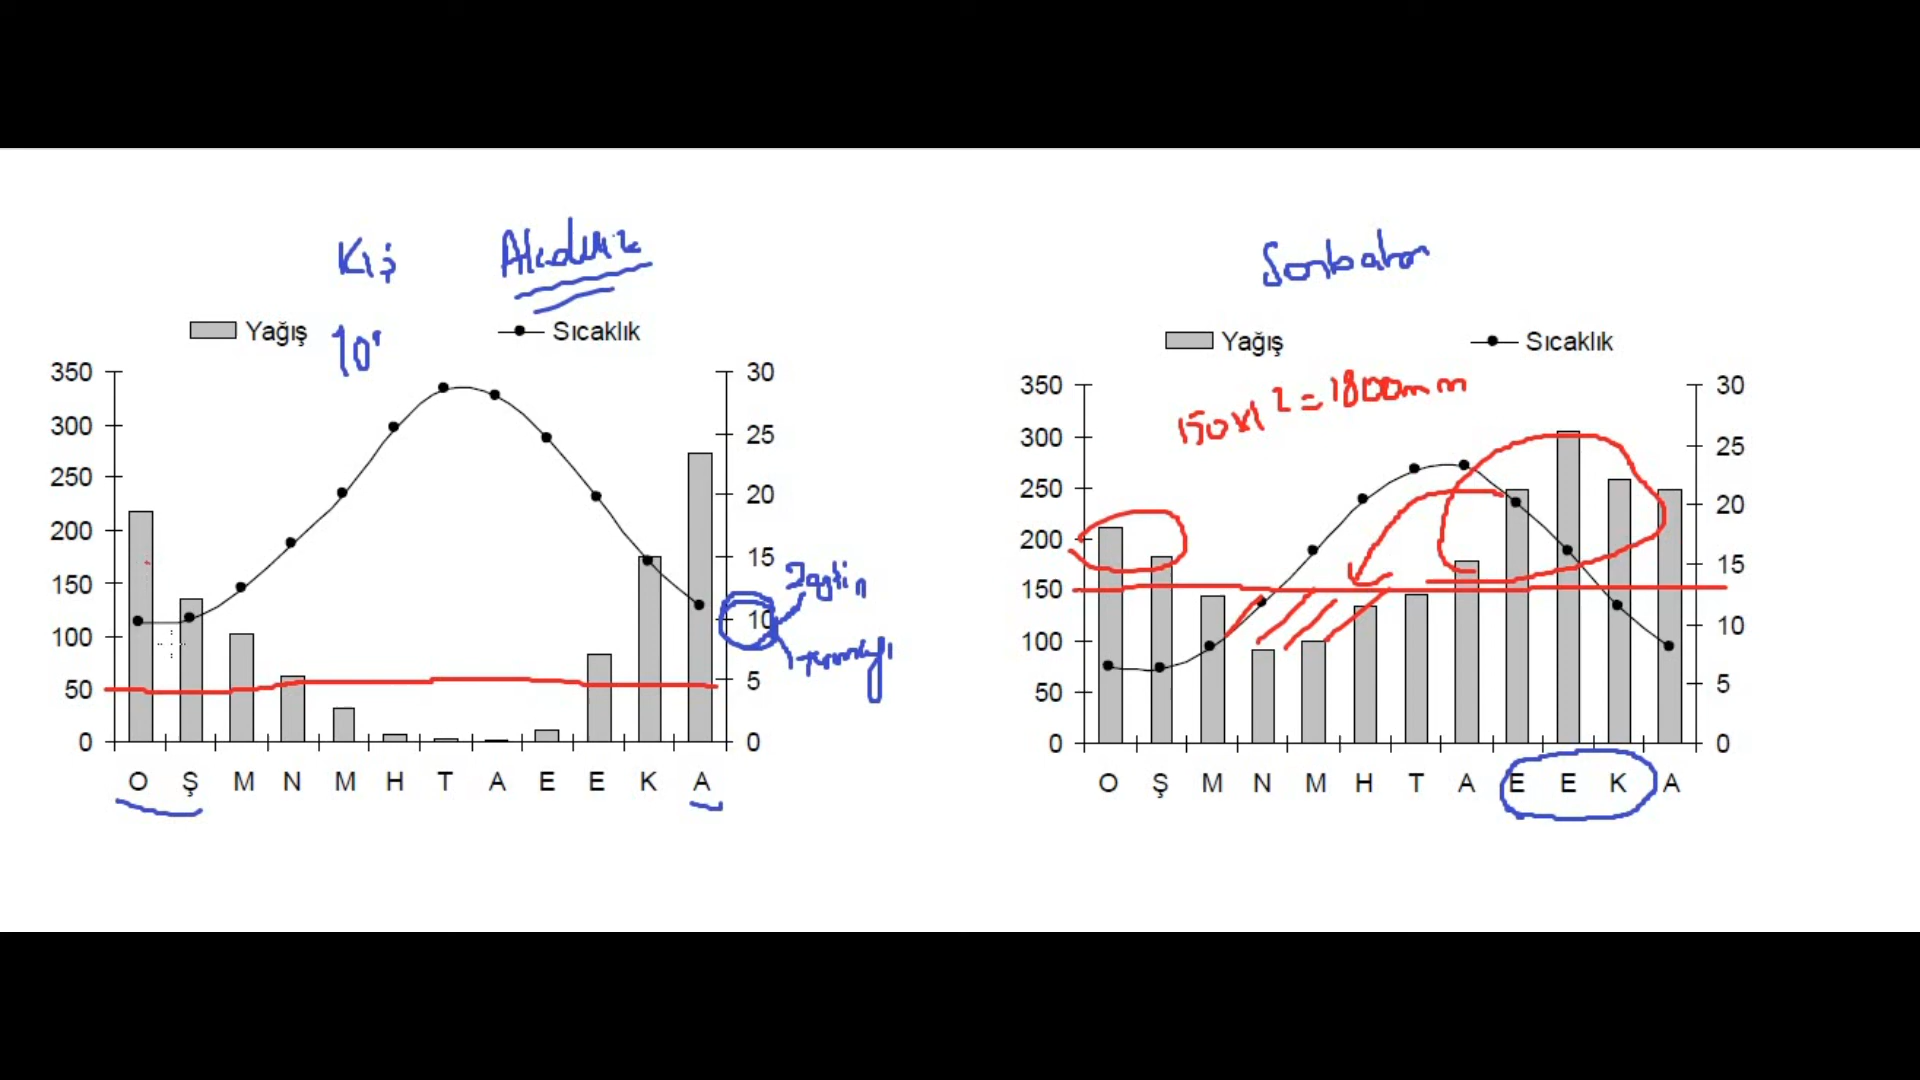 Kış Akdeniz
Yağış 10° Sıcaklık
350 30
300 25
250 20
200 15
150 10
100 5
50 0
0
O Ş M N M H T A E E K A
Zeytin
Sonbahar
Yağış Sıcaklık
150x12=1800mm
350 30
300 25
250 20
200 15
150 10
100 5
50 0
0
O Ş M N M H T A E E K A